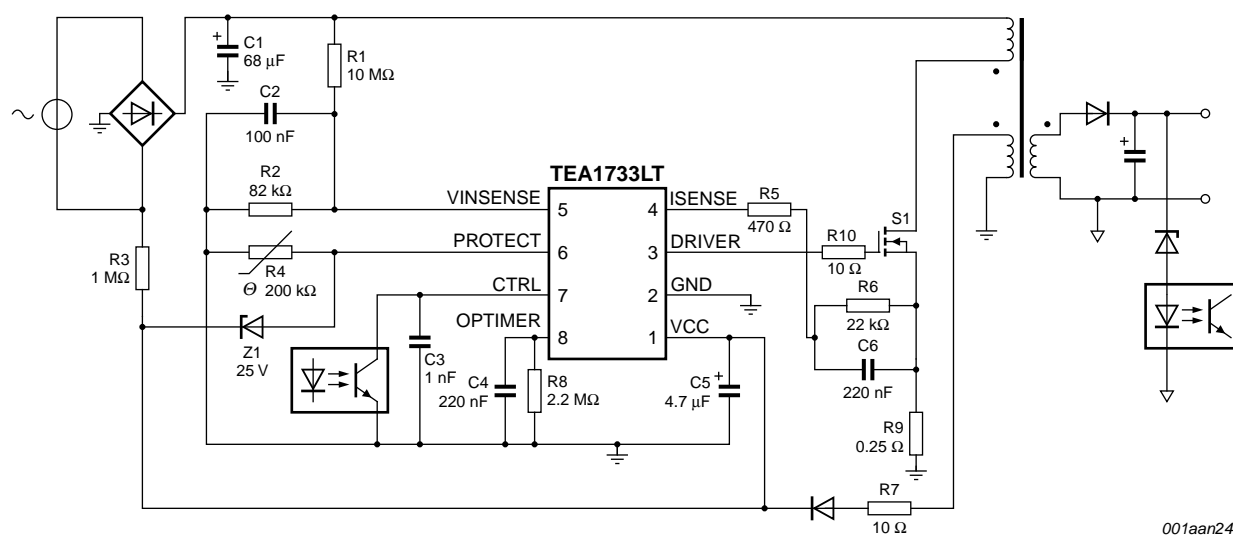 C1
68 μF
R1
10 MΩ
C2
100 nF
R2
82 kΩ
R3
1 MΩ
R4
Θ 200 kΩ
Z1
25 V
TEA1733LT
VINSENSE
5
4
ISENSE
PROTECT
6
3
DRIVER
CTRL
7
2
GND
OPTIMER
8
1
VCC
R5
470 Ω
S1
R10
10 Ω
R6
22 kΩ
C6
220 nF
C3
1 nF
C4
220 nF
R8
2.2 MΩ
C5
4.7 μF
R9
0.25 Ω
R7
10 Ω
001aan24